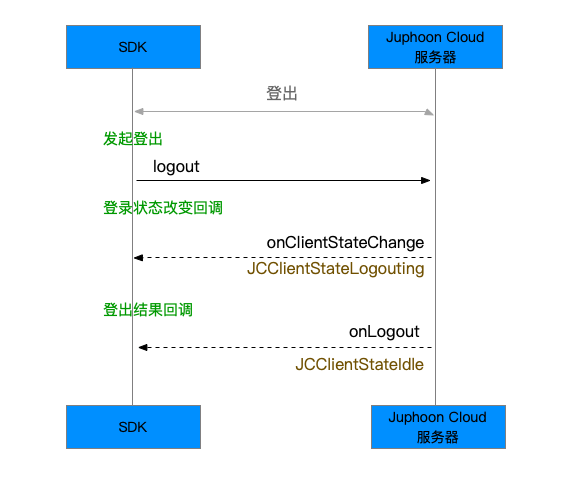 SDK
Juphoon Cloud
服务器
登出
发起登出
logout
登录状态改变回调
onClientStateChange
JCClientStateLogouting
登出结果回调
onLogout
JCClientStateIdle
SDK
Juphoon Cloud
服务器